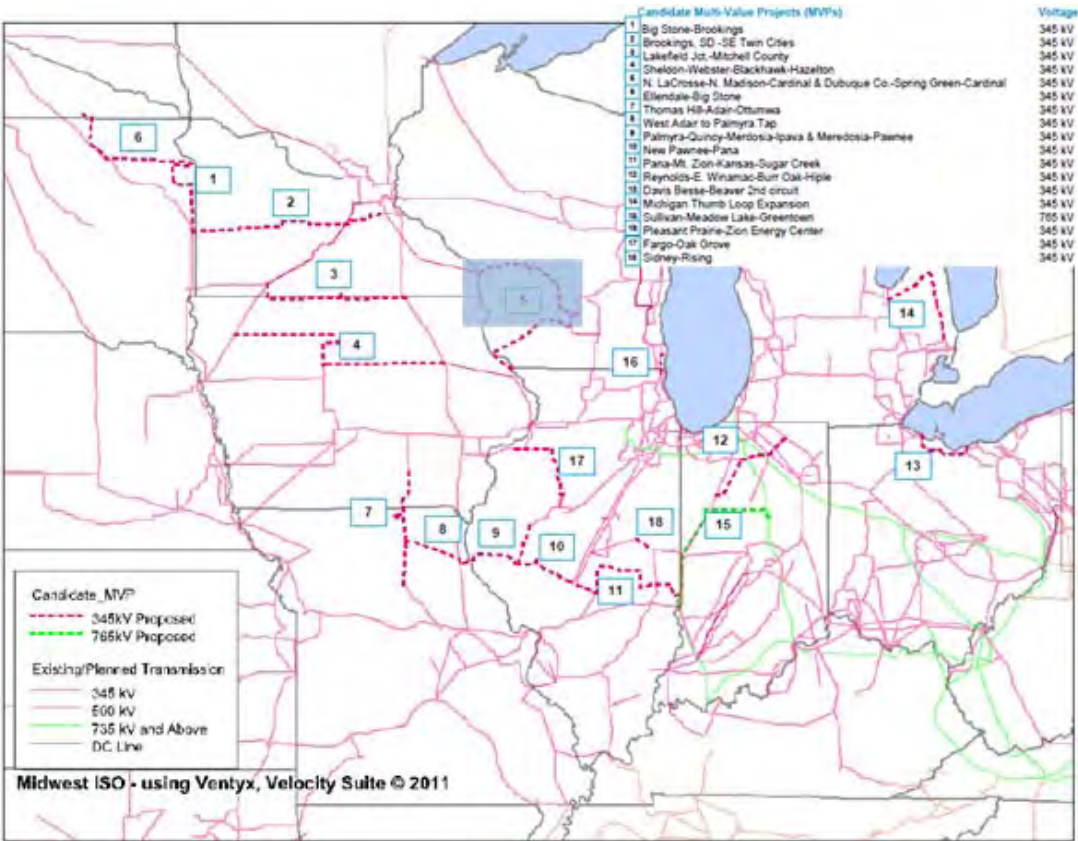 Candidate Multi-Value Projects (MVPs) Voltage
1 Big Stone-Brookings 345 kV
2 Brookings, SD -SE Twin Cities 345 kV
3 Lakefield Jct.-Mitchell County 345 kV
4 Sheldon-Webster-Blackhawk-Hazelton 345 kV
5 N. LaCrosse-N. Madison-Cardinal & Dubuque Co.-Spring Green-Cardinal 345 kV
6 Ellendale-Big Stone 345 kV
7 Thomas Hill-Adair-Ottumwa 345 kV
8 West Adair to Palmyra Tap 345 kV
9 Palmyra-Quincy-Merdosia-Ipava & Meredosia-Pawnee 345 kV
10 New Pawnee-Pana 345 kV
11 Pana-Mt. Zion-Kansas-Sugar Creek 345 kV
12 Reynolds-E. Winamac-Burr Oak-Hiple 345 kV
13 Davis Besse-Beaver 2nd circuit 345 kV
14 Michigan Thumb Loop Expansion 345 kV
Sullivan-Meadow Lake-Greentown 765 kV
16 Pleasant Prairie-Zion Energy Center 345 kV
17 Fargo-Oak Grove 345 kV
18 Sidney-Rising 345 kV
6
1
2
3
5
14
4
16
12
17
13
7
8
9
10
18
15
11
Candidate_MVP
345kV Proposed
765kV Proposed
Existing/Planned Transmission
345 kV
500 kV
735 kV and Above
DC Line
Midwest ISO - using Ventyx, Velocity Suite © 2011